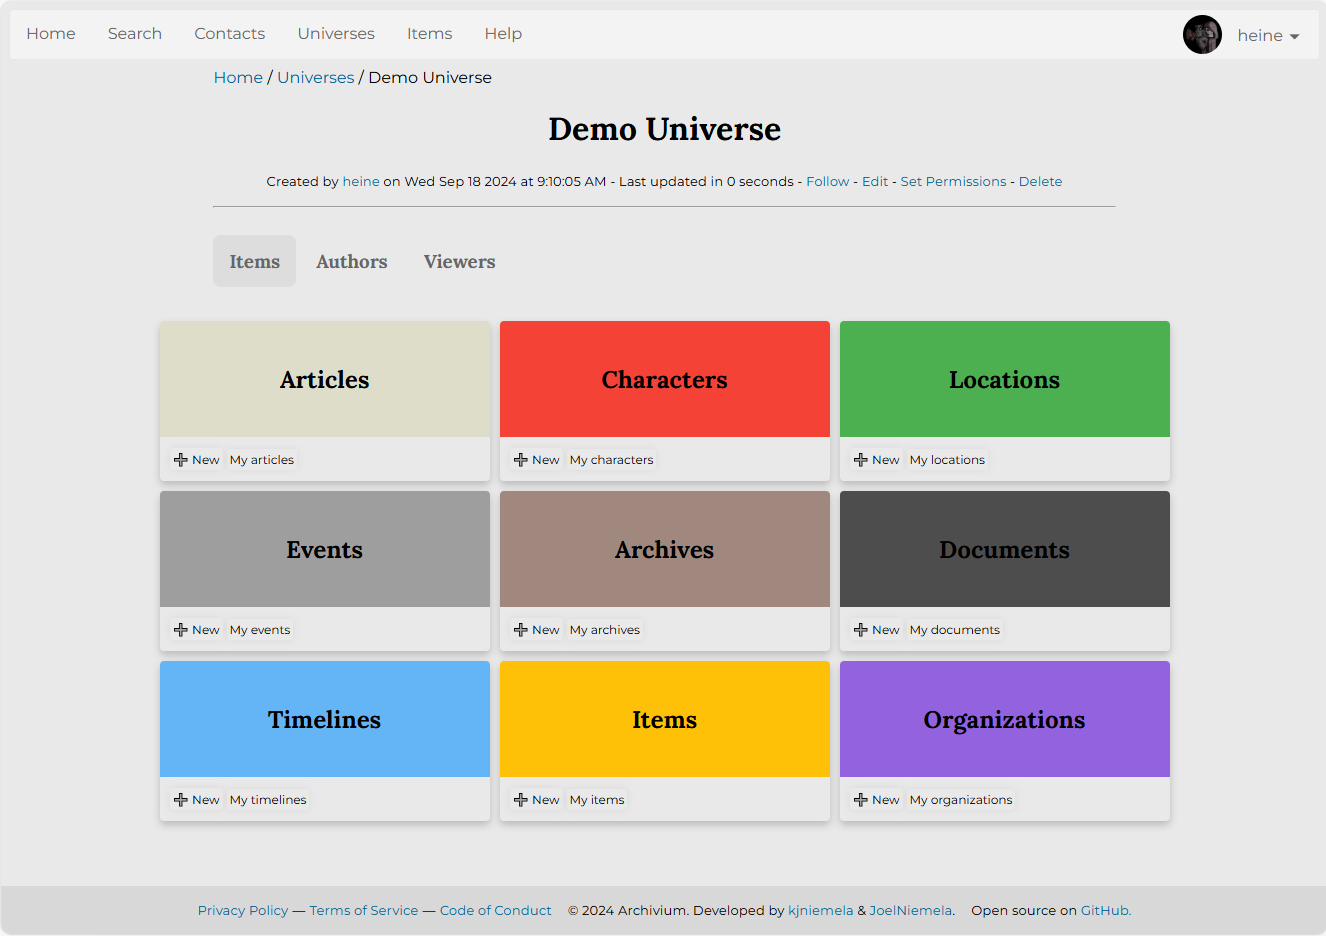 Home Search Contacts Universes Items Help heine
Home / Universes / Demo Universe
Demo Universe
Created by heine on Wed Sep 18 2024 at 9:10:05 AM - Last updated in 0 seconds - Follow - Edit - Set Permissions - Delete
Items Authors Viewers
Articles Characters Locations
New My articles New My characters New My locations
Events Archives Documents
New My events New My archives New My documents
Timelines Items Organizations
New My timelines New My items New My organizations
Privacy Policy — Terms of Service — Code of Conduct © 2024 Archivium. Developed by kjniemela & JoelNiemela. Open source on GitHub.